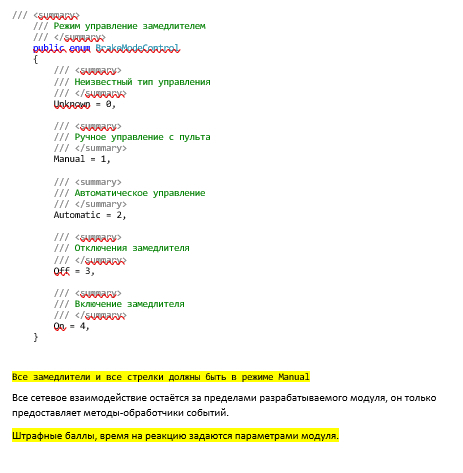 /// <summary>
/// Режим управление замедлителем
/// </summary>
public enum BrakeModeControl
{
/// <summary>
/// Неизвестный тип управления
/// </summary>
Unknown = 0,
/// <summary>
/// Ручное управление с пульта
/// </summary>
Manual = 1,
/// <summary>
/// Автоматическое управление
/// </summary>
Automatic = 2,
/// <summary>
/// Отключения замедлителя
/// </summary>
Off = 3,
/// <summary>
/// Включение замедлителя
/// </summary>
On = 4,
}
Все замедлители и все стрелки должны быть в режиме Manual
Все сетевое взаимодействие остаётся за пределами разрабатываемого модуля, он только
предоставляет методы-обработчики событий.
Штрафные баллы, время на реакцию задаются параметрами модуля.